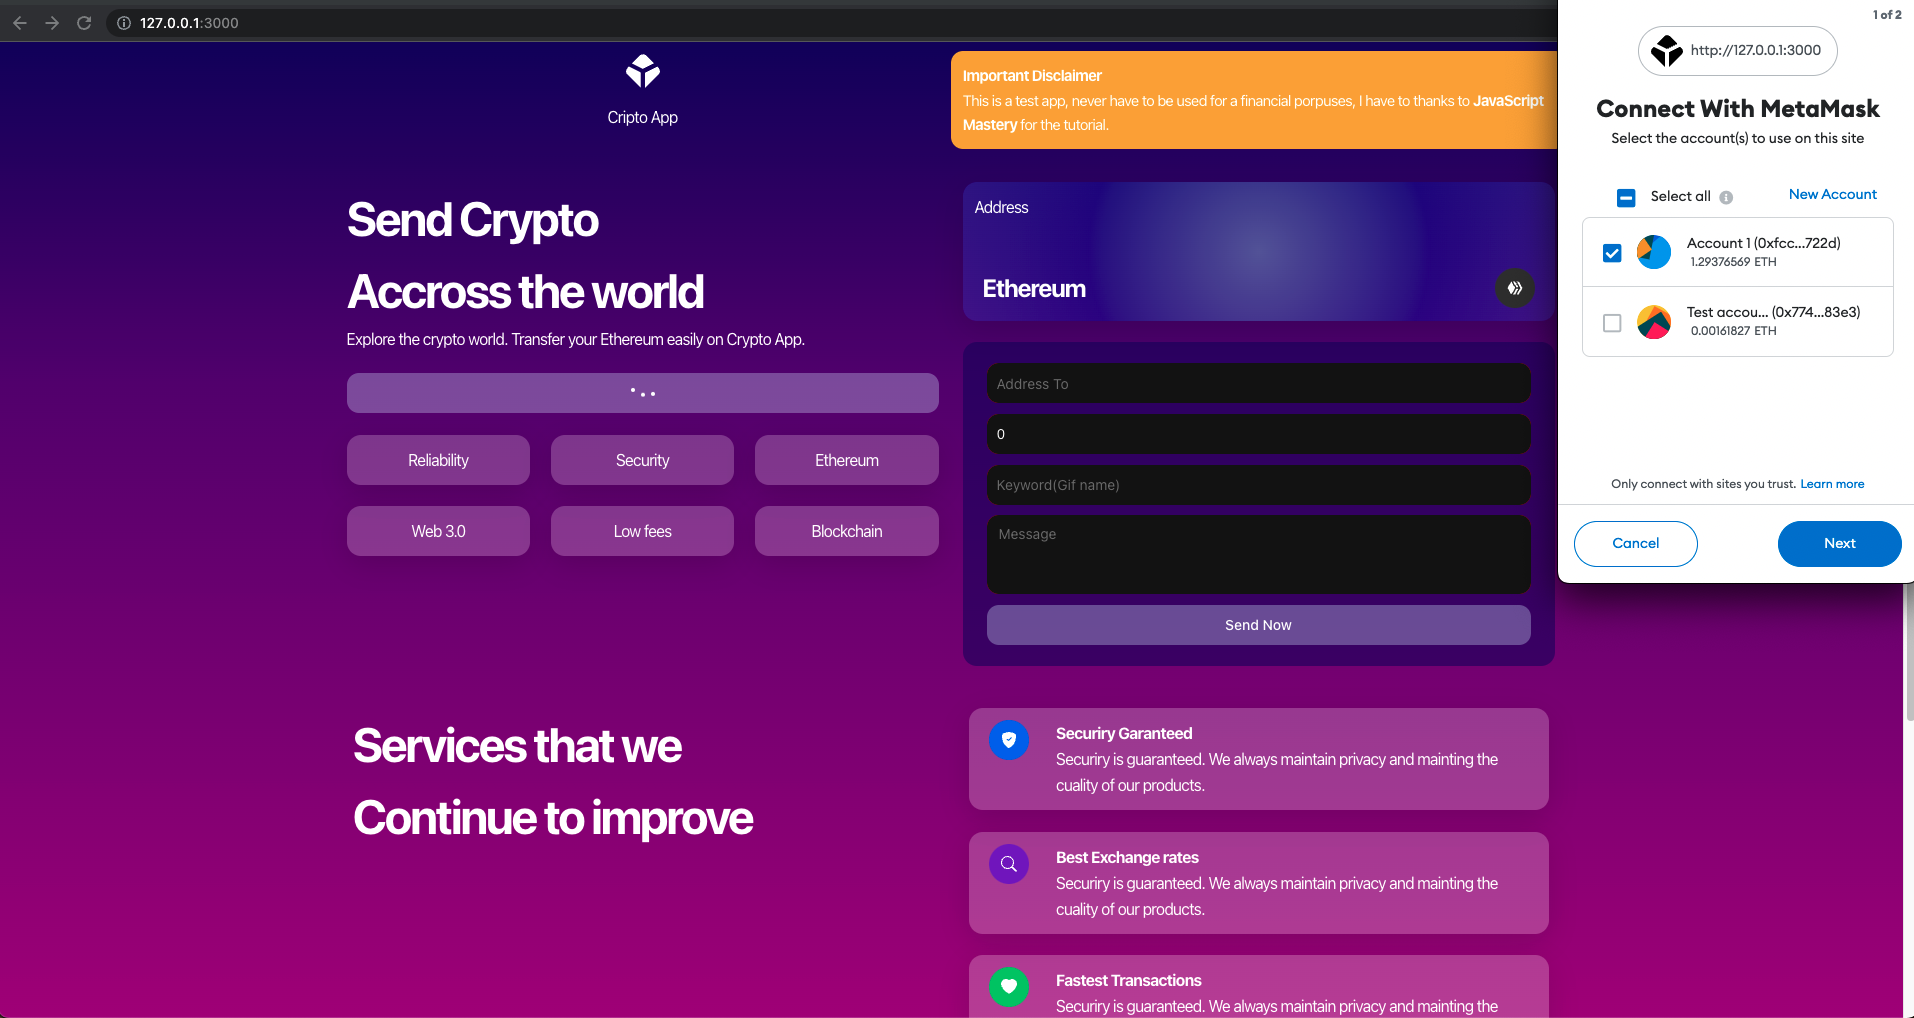 127.0.0.1:3000
Cripto App
Important Disclaimer
This is a test app, never have to be used for a financial porpuses, I have to thanks to JavaScript
Mastery for the tutorial.
Send Crypto
Accross the world
Explore the crypto world. Transfer your Ethereum easily on Crypto App.
Reliability
Security
Ethereum
Web 3.0
Low fees
Blockchain
Address
Ethereum
Address To
0
Keyword(Gif name)
Message
Send Now
Services that we
Continue to improve
Securiry Garanteed
Securiry is guaranteed. We always maintain privacy and mainting the
cuality of our products.
Best Exchange rates
Securiry is guaranteed. We always maintain privacy and mainting the
cuality of our products.
Fastest Transactions
Securiry is guaranteed. We always maintain privacy and mainting the
1 of 2
http://127.0.0.1:3000
Connect With MetaMask
Select the account(s) to use on this site
Select all
New Account
Account 1 (0xfcc...722d)
1.29376569 ETH
Test accou... (0x774...83e3)
0.00161827 ETH
Only connect with sites you trust. Learn more
Cancel
Next